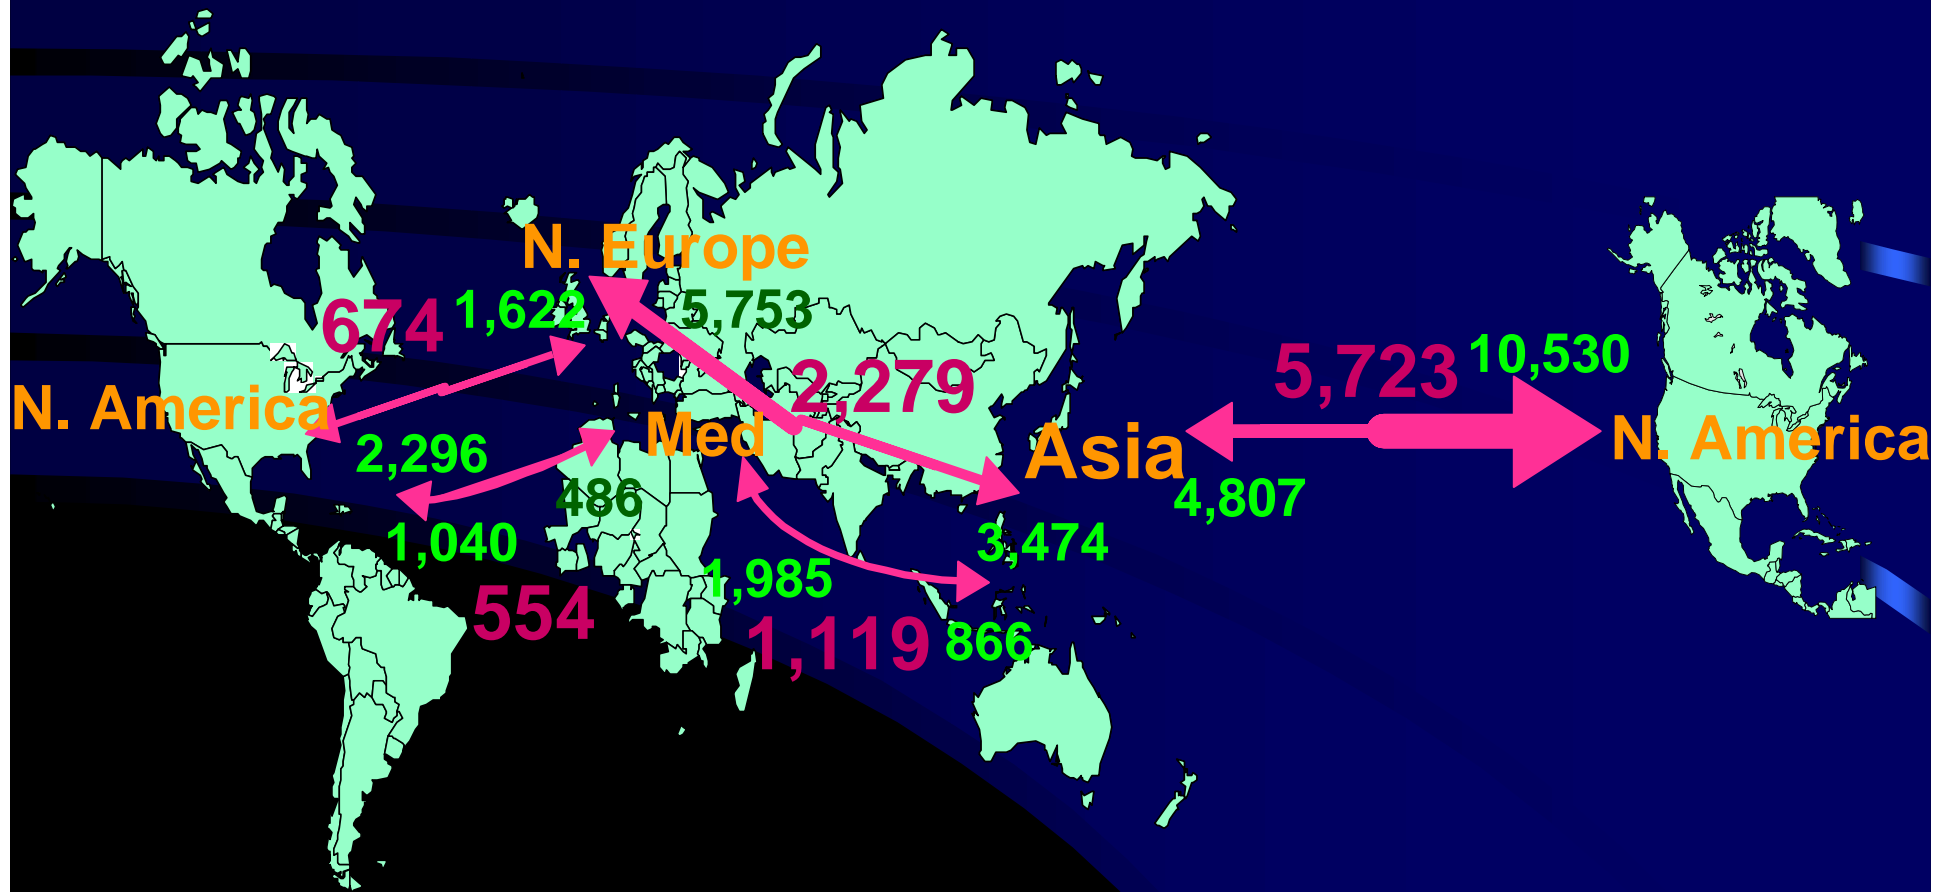 N. Europe
674 1,622 5,753
2,279 5,723 10,530
N. America
Med Asia N. America
2,296
486 4,807
1,040 3,474
1,985
554 1,119 866